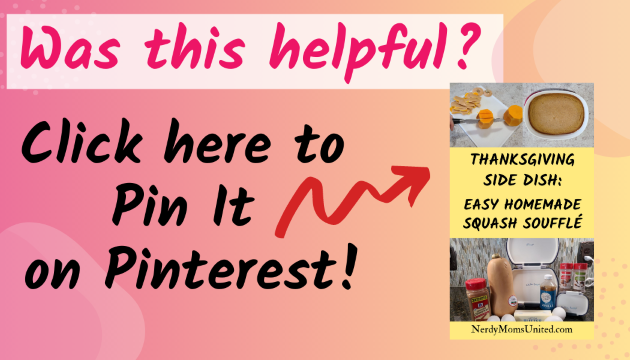 Was this helpful?
Click here to
Pin It
on Pinterest!
THANKSGIVING
SIDE DISH:
EASY HOMEMADE
SQUASH SOUFFLÉ
NerdyMomsUnited.com